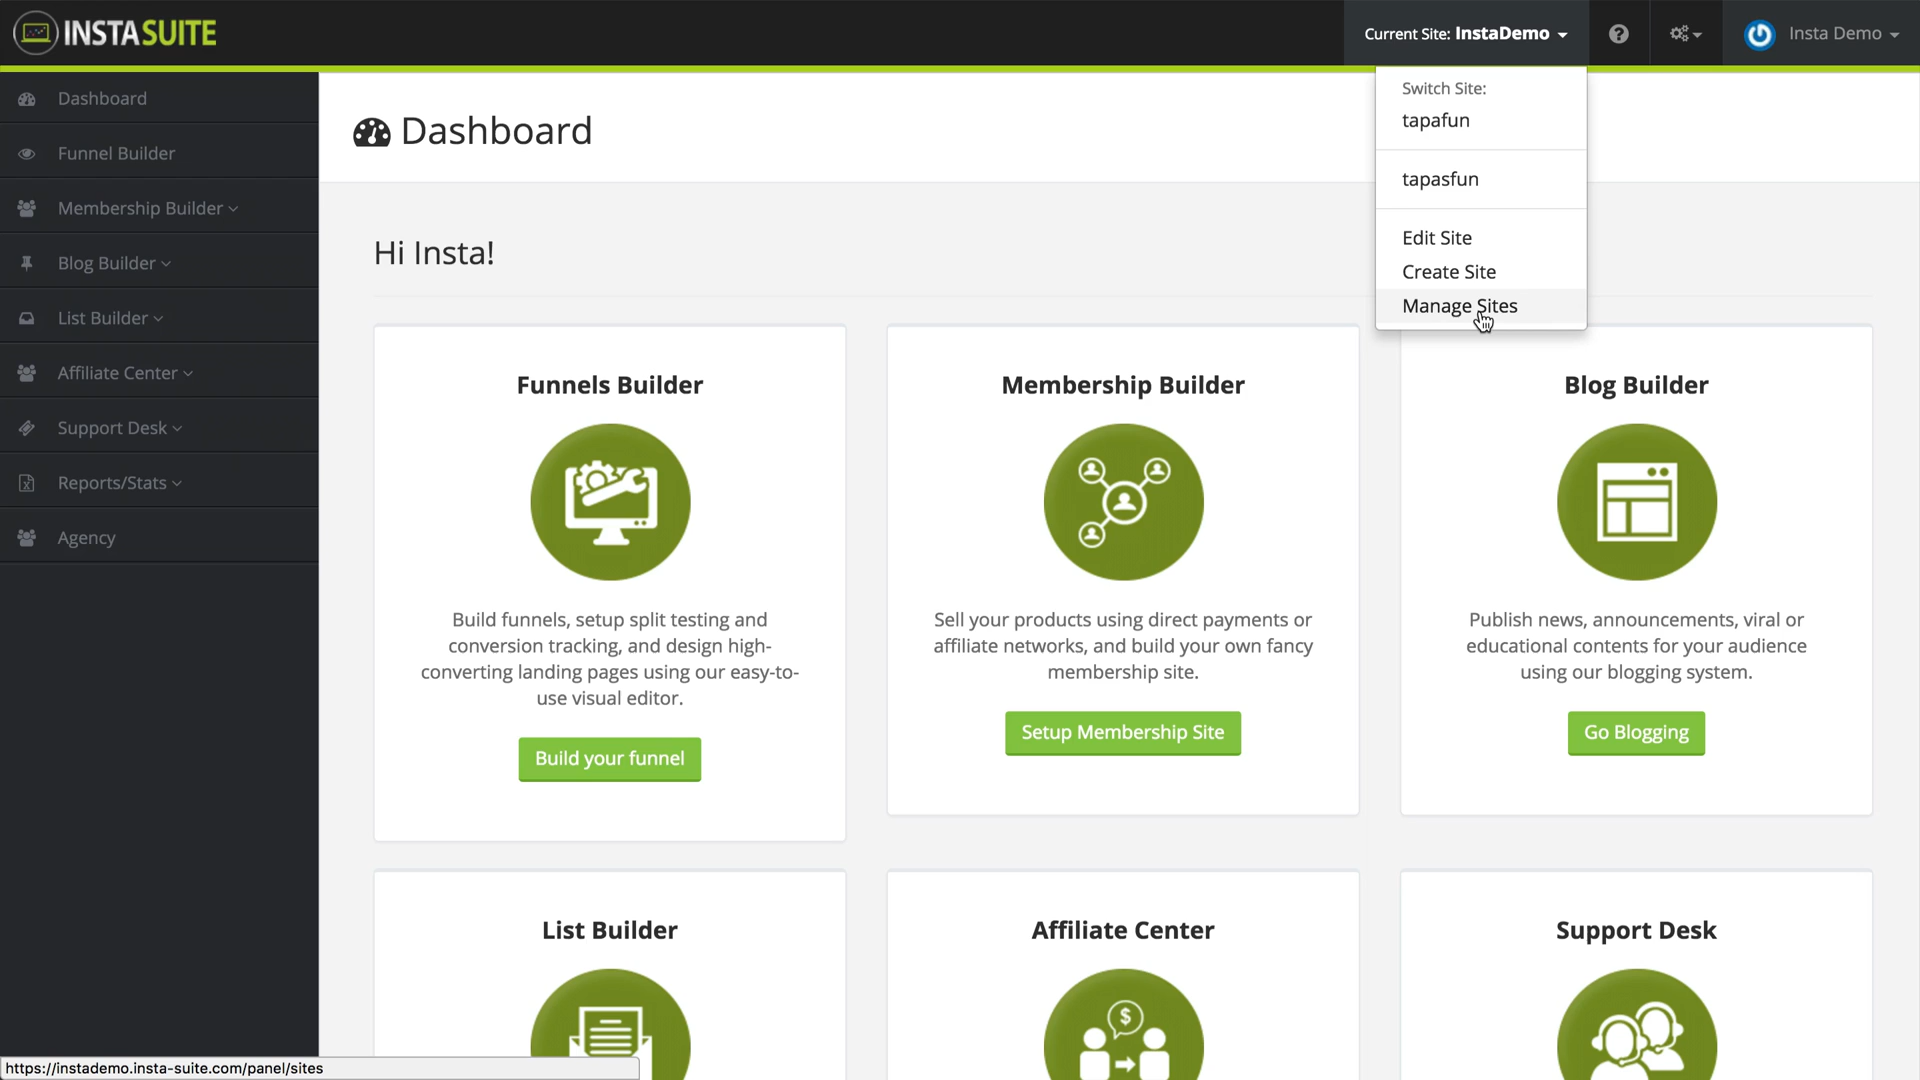 INSTASUITE
Current Site: InstaDemo
Insta Demo
Switch Site:
tapafun
tapasfun
Edit Site
Create Site
Manage Sites
Dashboard
Funnel Builder
Membership Builder
Blog Builder
List Builder
Affiliate Center
Support Desk
Reports/Stats
Agency
Dashboard
Hi Insta!
Funnels Builder
Build funnels, setup split testing and
conversion tracking, and design high-
converting landing pages using our easy-to-
use visual editor.
Build your funnel
Membership Builder
Sell your products using direct payments or
affiliate networks, and build your own fancy
membership site.
Setup Membership Site
Blog Builder
Publish news, announcements, viral or
educational contents for your audience
using our blogging system.
Go Blogging
List Builder
Affiliate Center
$
Support Desk
https://instademo.insta-suite.com/panel/sites